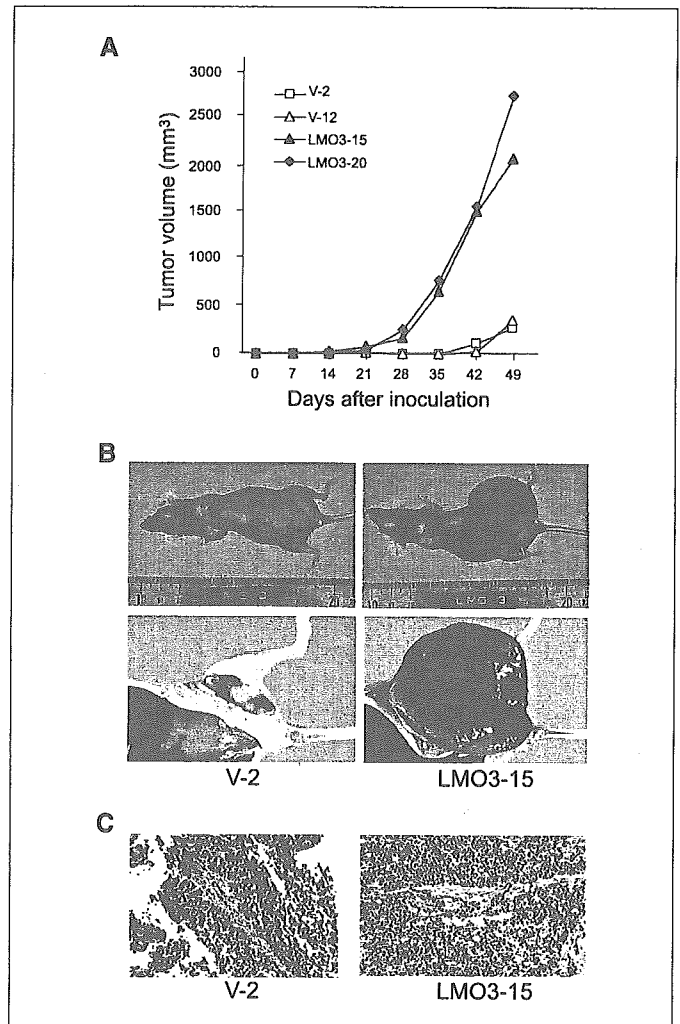 A
Tumor volume (mm3)
3000
2500
2000
1500
1000
500
0
V-2
V-12
LMO3-15
LMO3-20
0 7 14 21 28 35 42 49
Days after inoculation
B
V-2 LMO3-15
C
V-2 LMO3-15